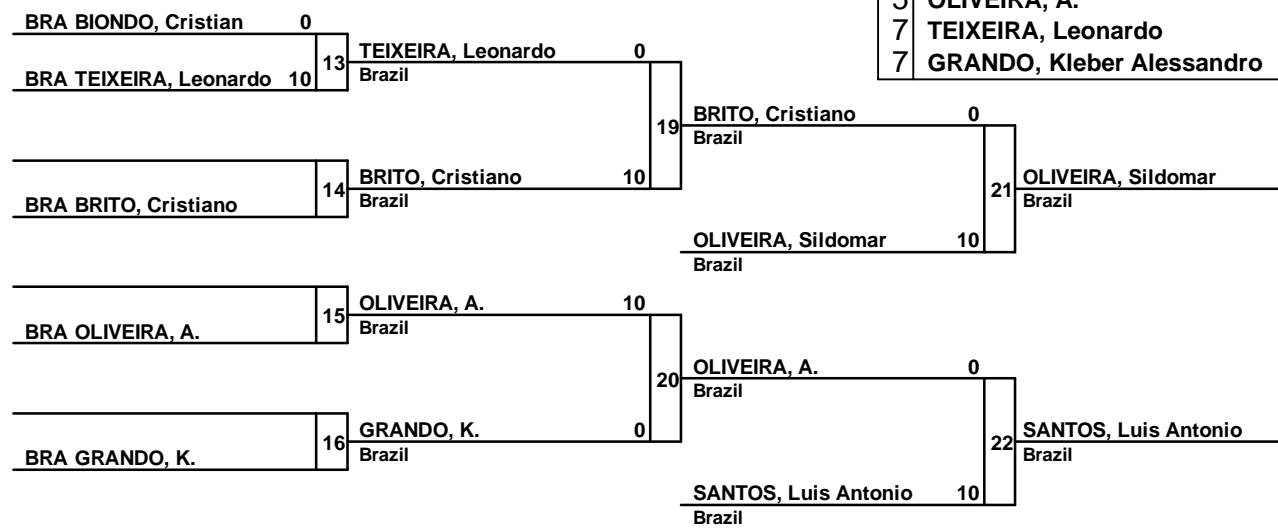 5 OLIVEIRA, A.
7 TEIXEIRA, Leonardo
7 GRANDO, Kleber Alessandro
BRA BIONDO, Cristian 0
BRA TEIXEIRA, Leonardo 10
13
TEIXEIRA, Leonardo 0
Brazil
BRA BRITO, Cristiano
14
BRITO, Cristiano 10
Brazil
19
BRITO, Cristiano 0
Brazil
OLIVEIRA, Sildomar 10
Brazil
21
OLIVEIRA, Sildomar
Brazil
BRA OLIVEIRA, A.
15
OLIVEIRA, A. 10
Brazil
BRA GRANDO, K.
16
GRANDO, K. 0
Brazil
20
OLIVEIRA, A. 0
Brazil
SANTOS, Luis Antonio 10
Brazil
22
SANTOS, Luis Antonio
Brazil